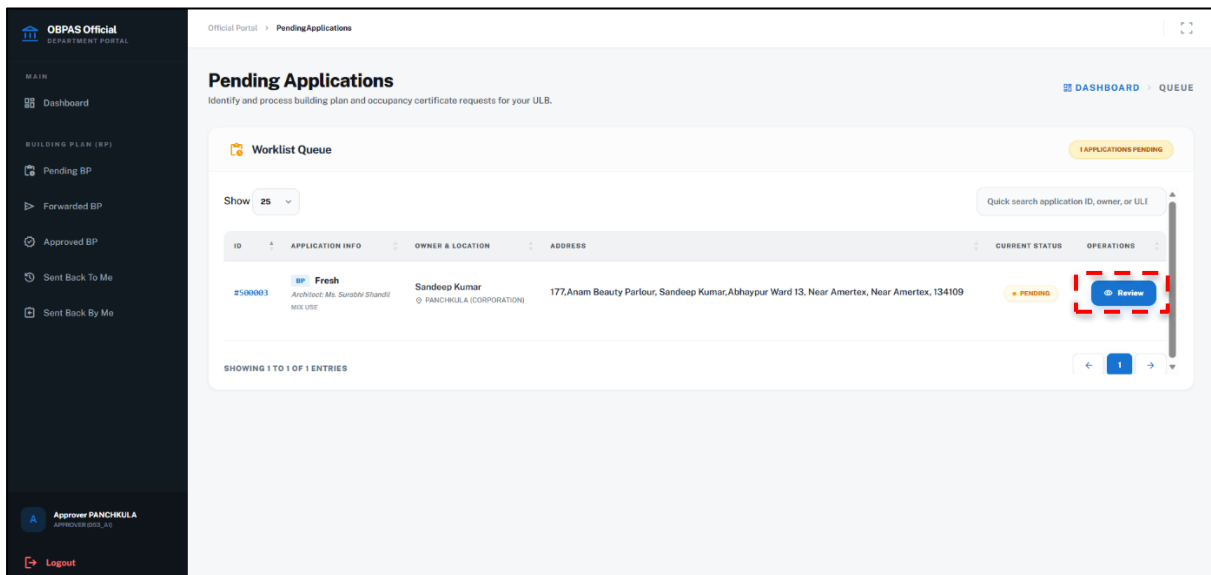 OBPAS Official
DEPARTMENT PORTAL
MAIN
Dashboard
BUILDING PLAN (BP)
Pending BP
Forwarded BP
Approved BP
Sent Back To Me
Sent Back By Me
A
Approver PANCHKULA
APPROVER (053_A1)
Logout
Official Portal > PendingApplications
Pending Applications
Identify and process building plan and occupancy certificate requests for your ULB.
DASHBOARD > QUEUE
Worklist Queue
1 APPLICATIONS PENDING
Show 25
Quick search application ID, owner, or ULE
ID APPLICATION INFO OWNER & LOCATION ADDRESS CURRENT STATUS OPERATIONS
#500003
BP Fresh
Architect: Ms. Surabhi Shandil
MIX USE
Sandeep Kumar
PANCHKULA (CORPORATION)
177,Anam Beauty Parlour, Sandeep Kumar,Abhaypur Ward 13, Near Amertex, Near Amertex, 134109
PENDING
Review
SHOWING 1 TO 1 OF 1 ENTRIES
← 1 →